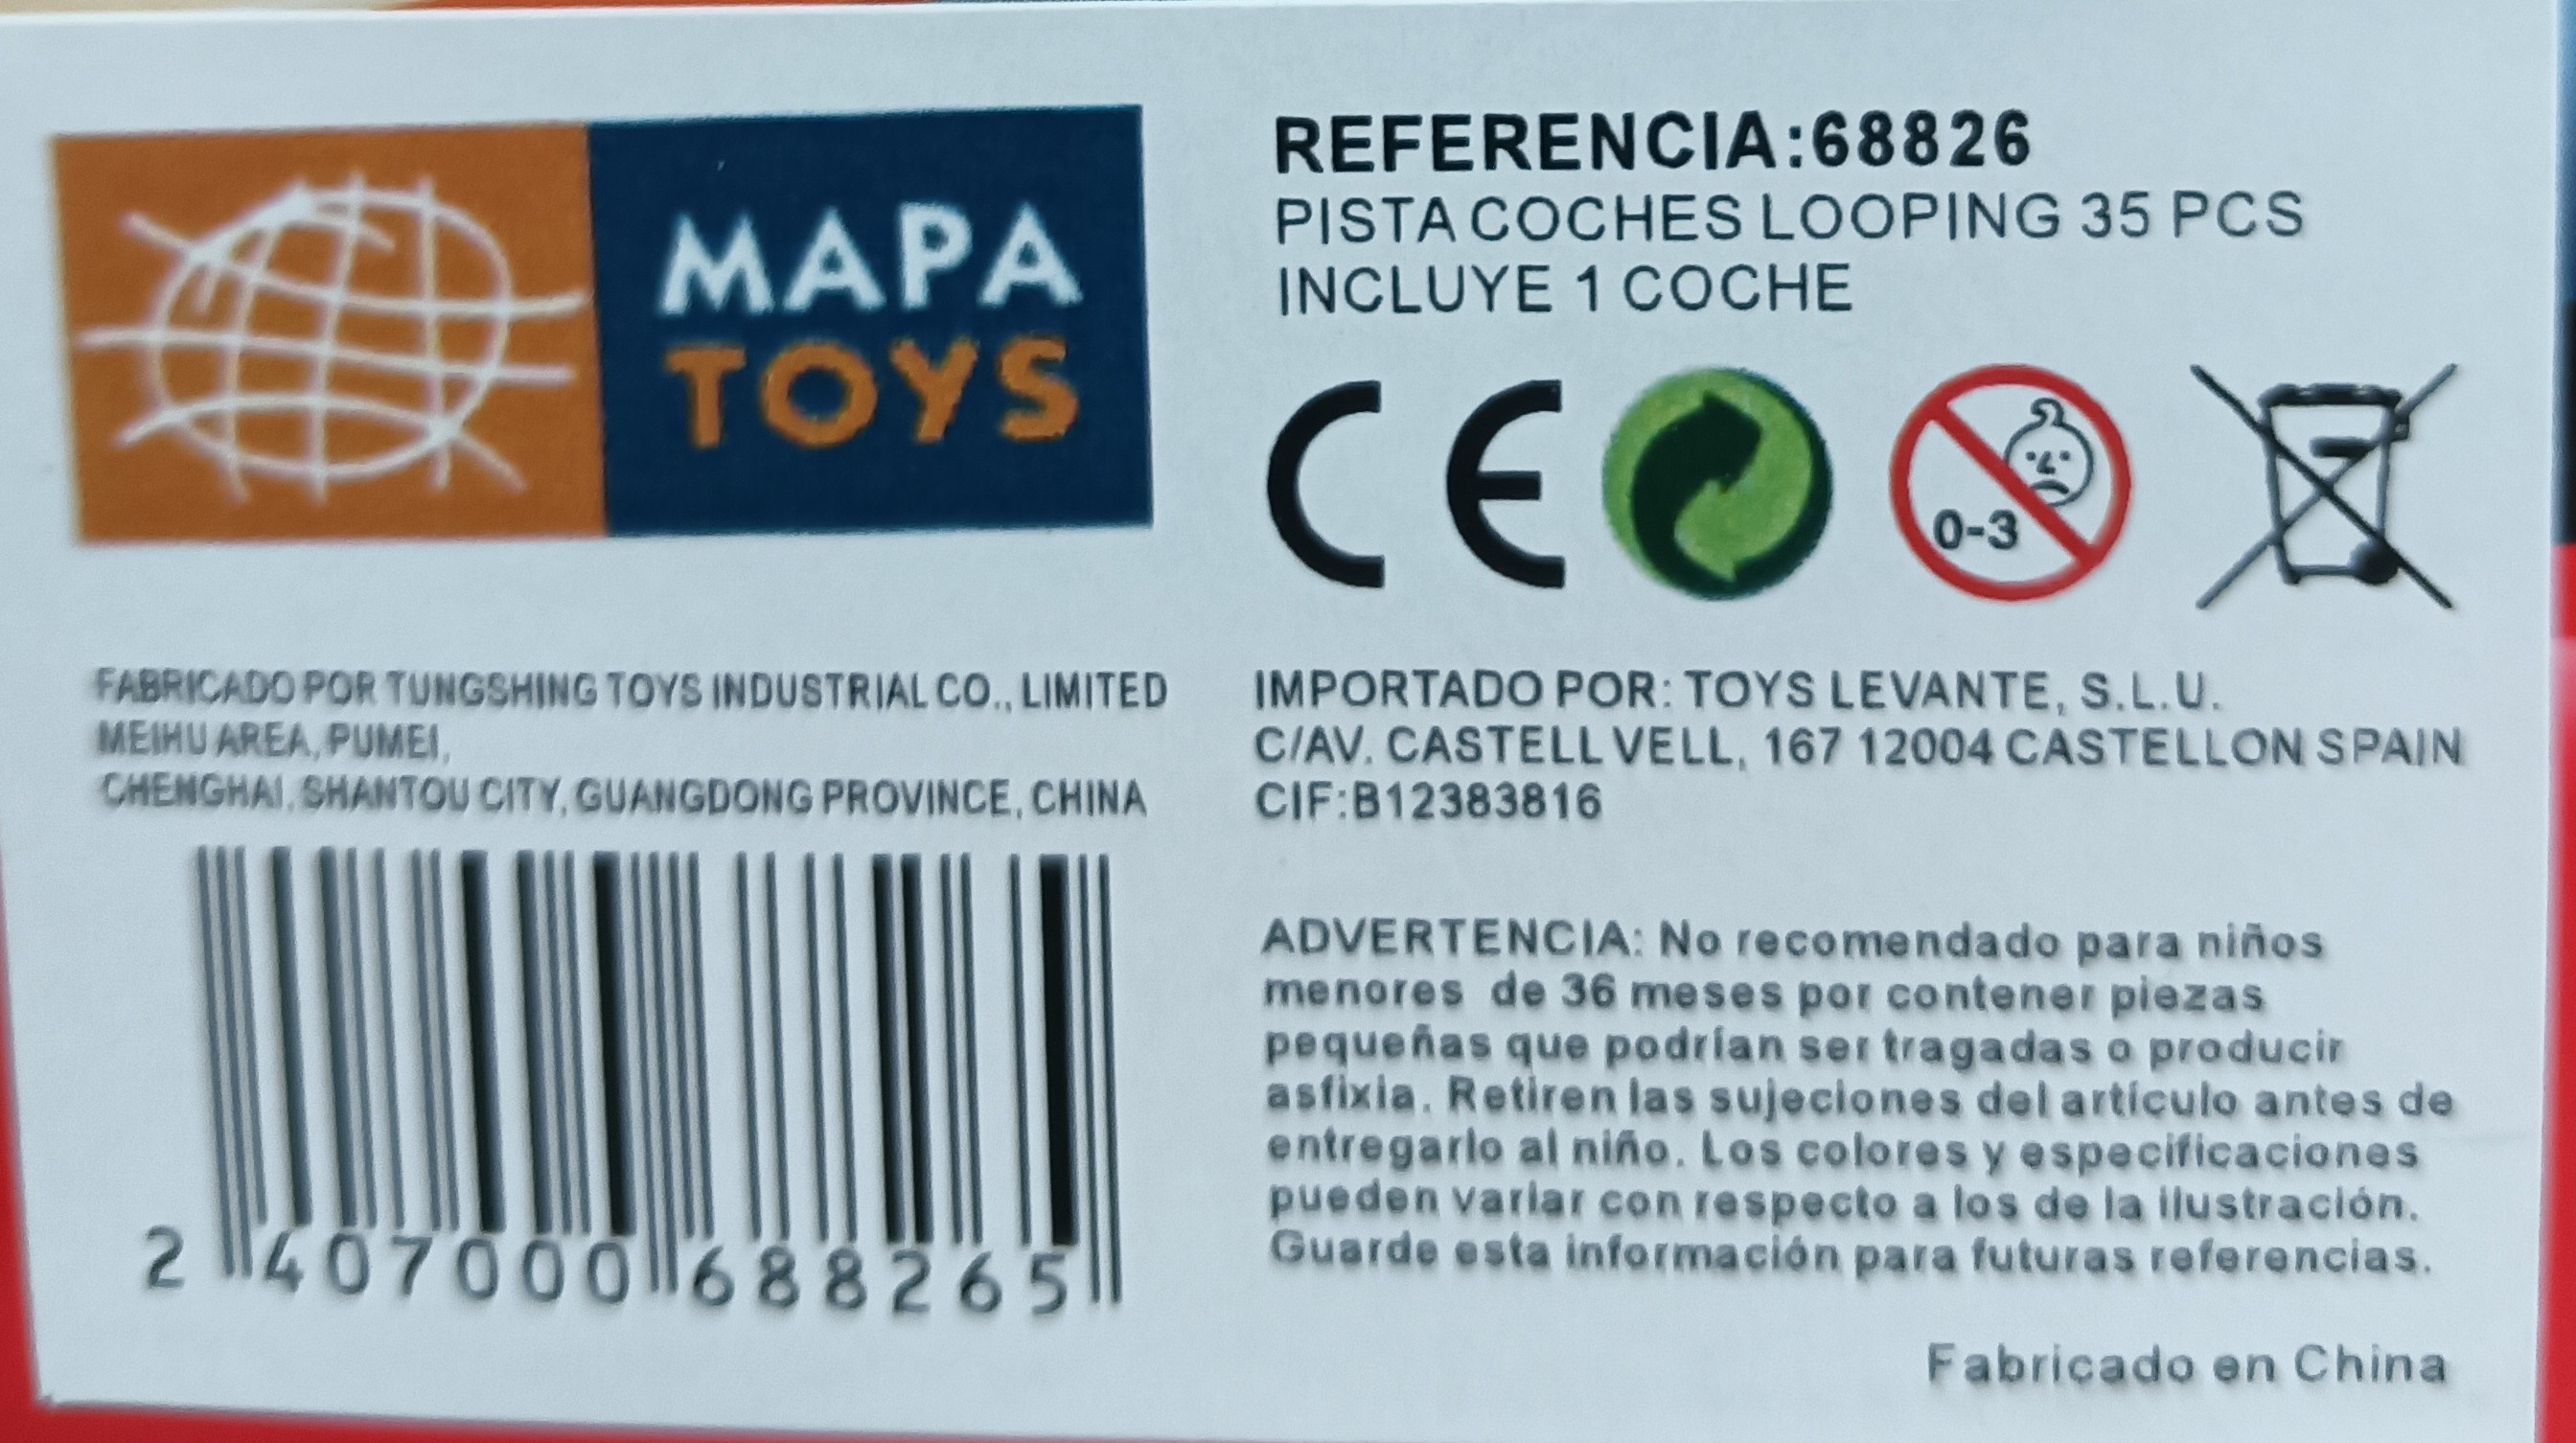 MAPA
TOYS
REFERENCIA:68826
PISTA COCHES LOOPING 35 PCS
INCLUYE 1 COCHE
CE
0-3
FABRICADO POR TUNGSHING TOYS INDUSTRIAL CO., LIMITED
MEIHU AREA, PUMEI,
CHENGHAI, SHANTOU CITY, GUANGDONG PROVINCE, CHINA
2 407000 688265
IMPORTADO POR: TOYS LEVANTE, S.L.U.
C/AV. CASTELL VELL, 167 12004 CASTELLON SPAIN
CIF:B12383816
ADVERTENCIA: No recomendado para niños
menores de 36 meses por contener piezas
pequeñas que podrían ser tragadas o producir
asfixia. Retiren las sujeciones del artículo antes de
entregarlo al niño. Los colores y especificaciones
pueden variar con respecto a los de la ilustración.
Guarde esta información para futuras referencias.
Fabricado en China